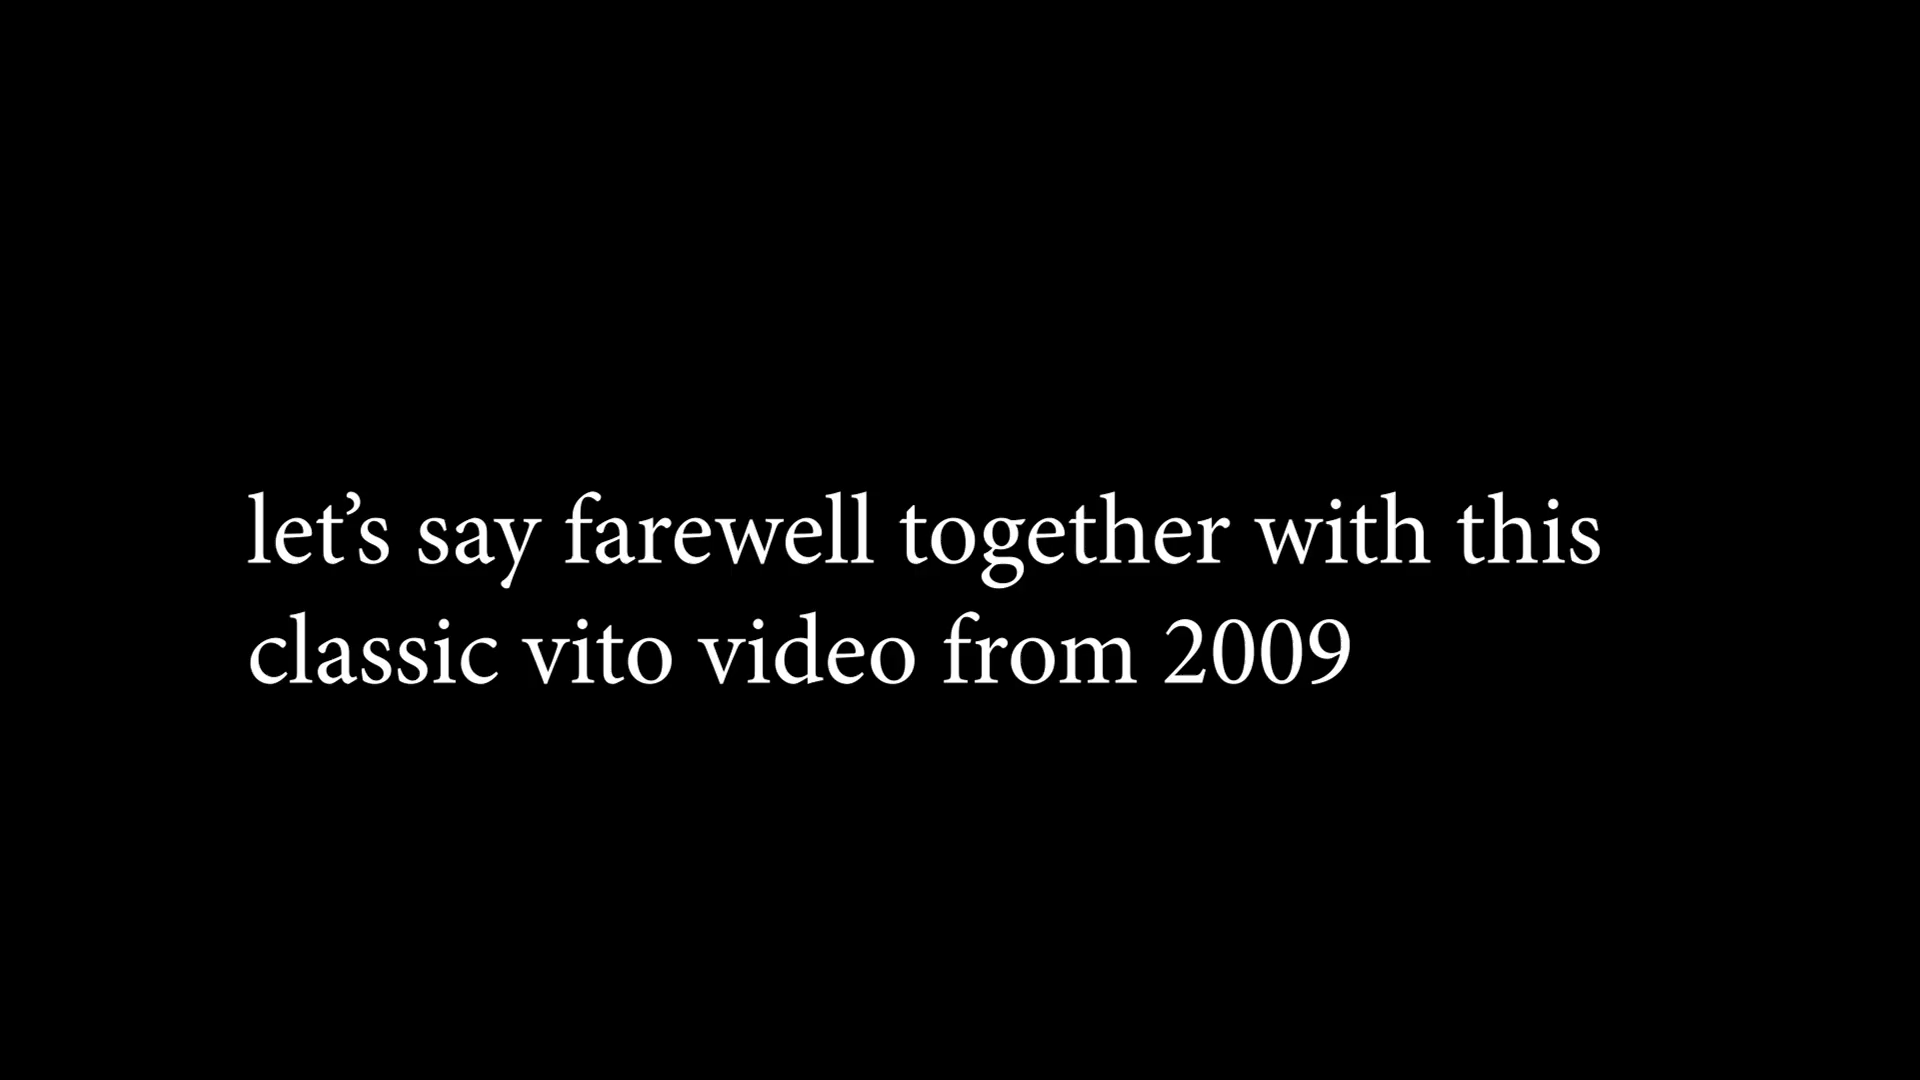 let’s say farewell together with this
classic vito video from 2009